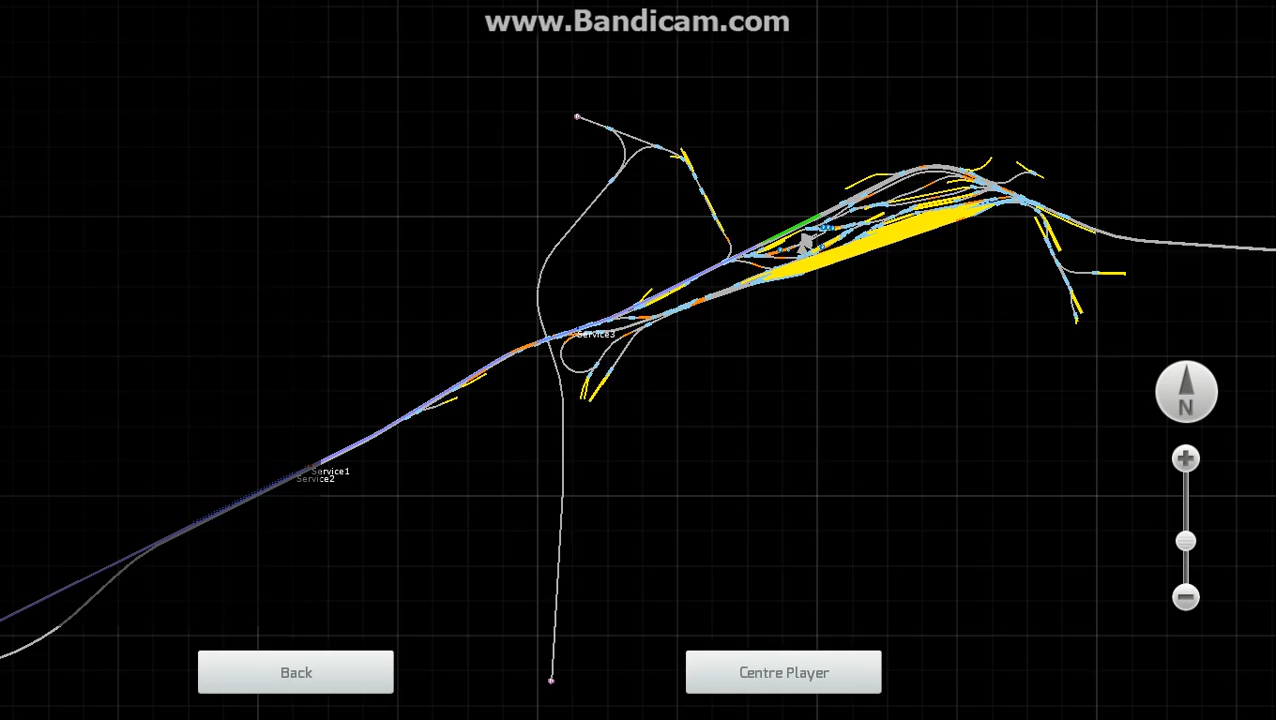 www.Bandicam.com
Service3
Service1
Service2
N
Back
Centre Player